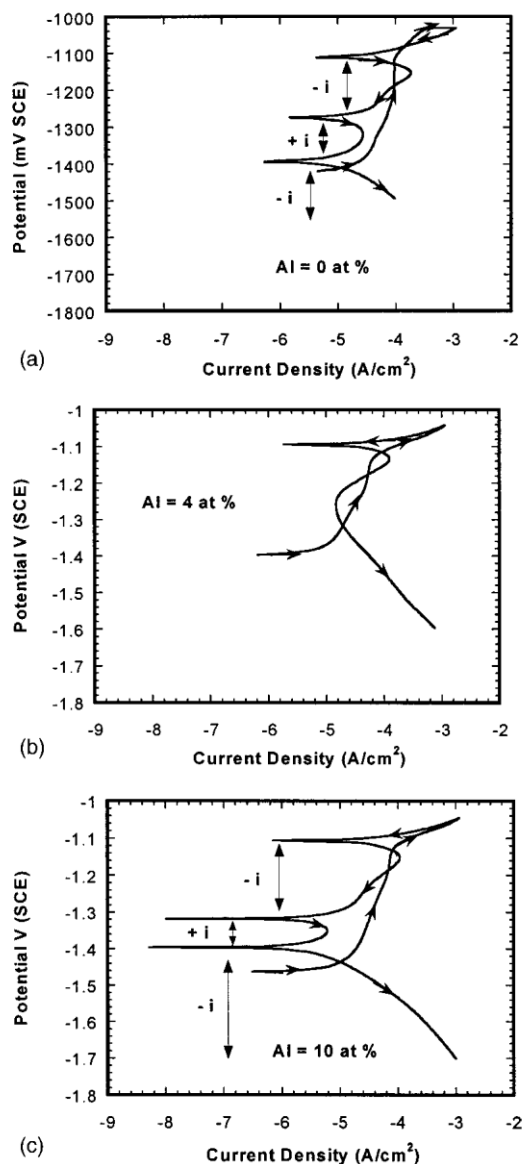 -1000
-1100
-1200
-1300
-1400
-1500
-1600
-1700
-1800
Potential (mV SCE)
- i
+ i
- i
Al = 0 at %
-9 -8 -7 -6 -5 -4 -3 -2
(a)
Current Density (A/cm²)
-1
-1.1
-1.2
-1.3
-1.4
-1.5
-1.6
-1.7
-1.8
Potential V (SCE)
Al = 4 at %
-9 -8 -7 -6 -5 -4 -3 -2
(b)
Current Density (A/cm²)
-1
-1.1
-1.2
-1.3
-1.4
-1.5
-1.6
-1.7
-1.8
Potential V (SCE)
- i
+ i
- i
Al = 10 at %
-9 -8 -7 -6 -5 -4 -3 -2
(c)
Current Density (A/cm²)